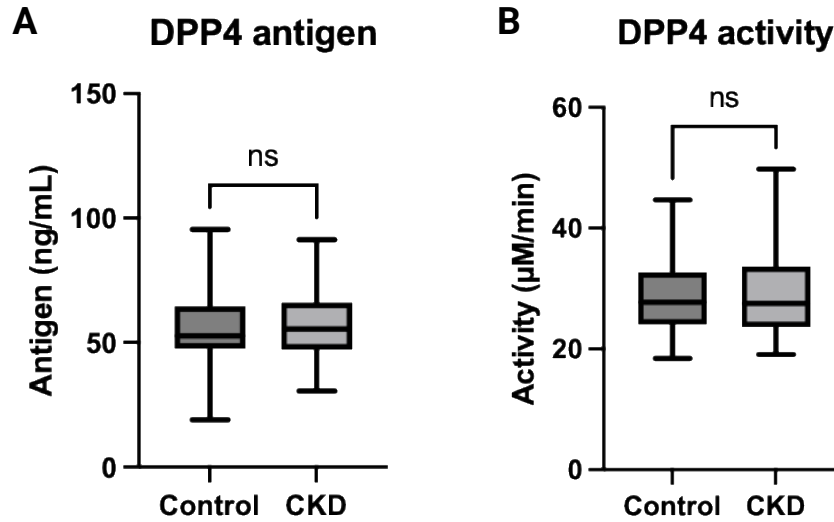 A
DPP4 antigen
Antigen (ng/mL)
150
100
50
0
ns
Control
CKD
B
DPP4 activity
Activity (µM/min)
60
40
20
0
ns
Control
CKD